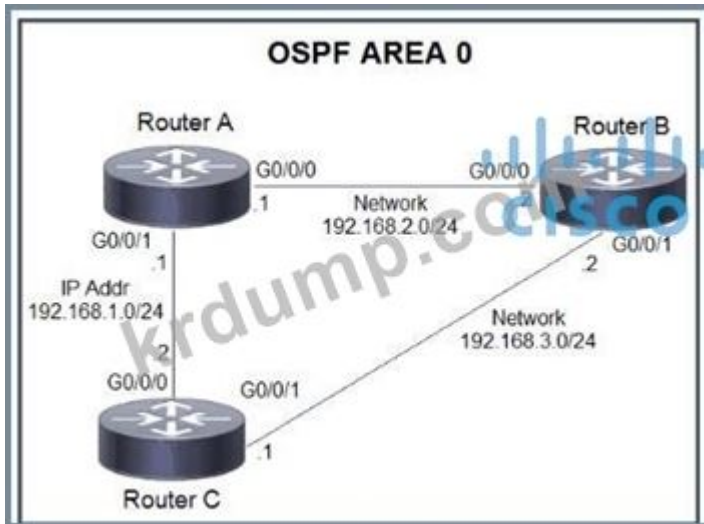 OSPF AREA 0
Router A
Router B
G0/0/0
G0/0/0
.1
Network
192.168.2.0/24
CISCO
G0/0/1
G0/0/1
.1
.2
IP Addr
192.168.1.0/24
Network
192.168.3.0/24
krdump.com
.2
G0/0/0
G0/0/1
.1
Router C